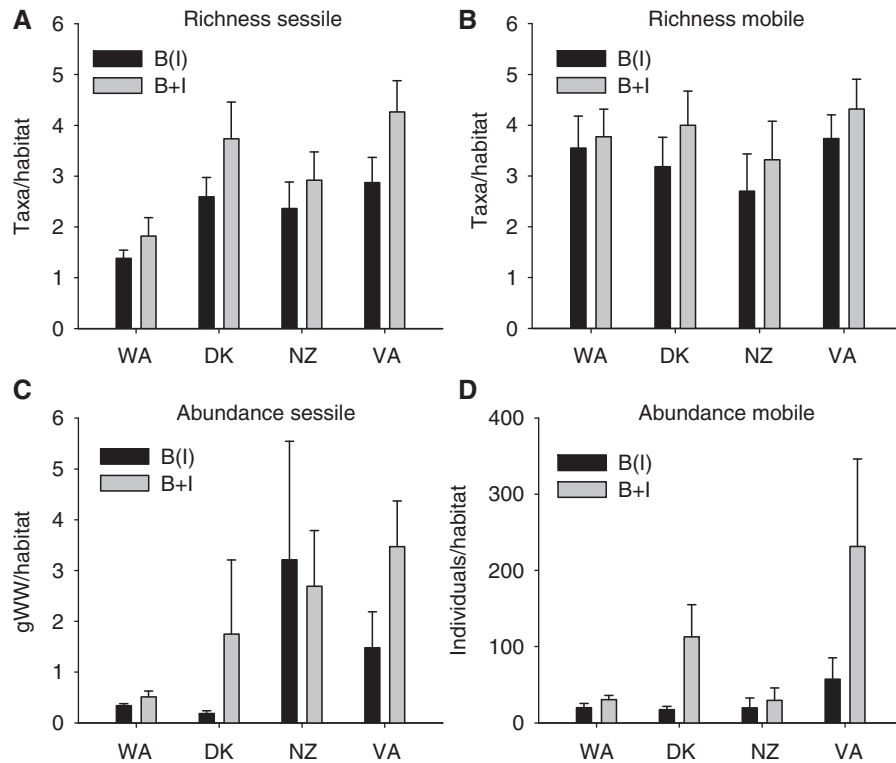 A
Richness sessile
6
5
4
3
2
1
0
Taxa/habitat
B(I)
B+I
WA DK NZ VA
B
Richness mobile
6
5
4
3
2
1
0
Taxa/habitat
B(I)
B+I
WA DK NZ VA
C
Abundance sessile
6
5
4
3
2
1
0
gWW/habitat
B(I)
B+I
WA DK NZ VA
D
Abundance mobile
400
300
200
100
0
Individuals/habitat
B(I)
B+I
WA DK NZ VA